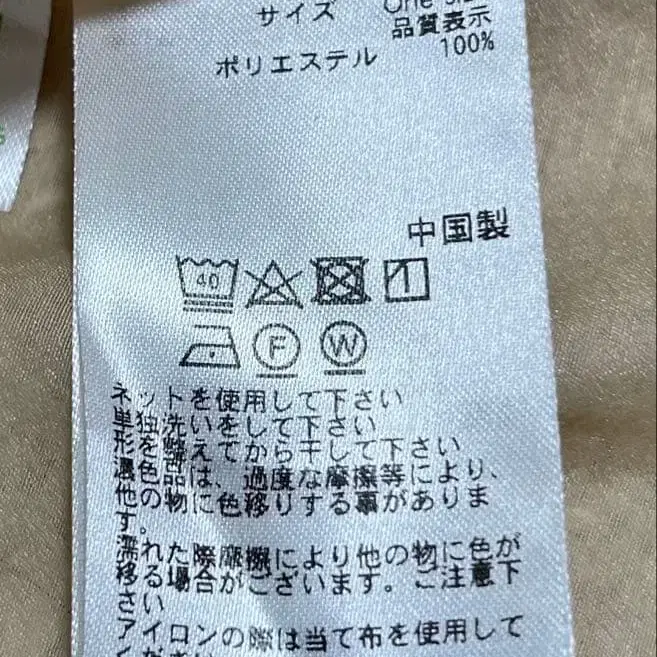 サイズ One size
品質表示
ポリエステル 100%
中国製
40
F W
ネットを使用して下さい
単独洗いをして下さい
形を整えてから干して下さい
濃色品は、過度な摩擦等により、
他の物に色移りする事がありま
す。
濡れた際摩擦により他の物に色が
移る場合がございます。ご注意下
さい
アイロンの際は当て布を使用して